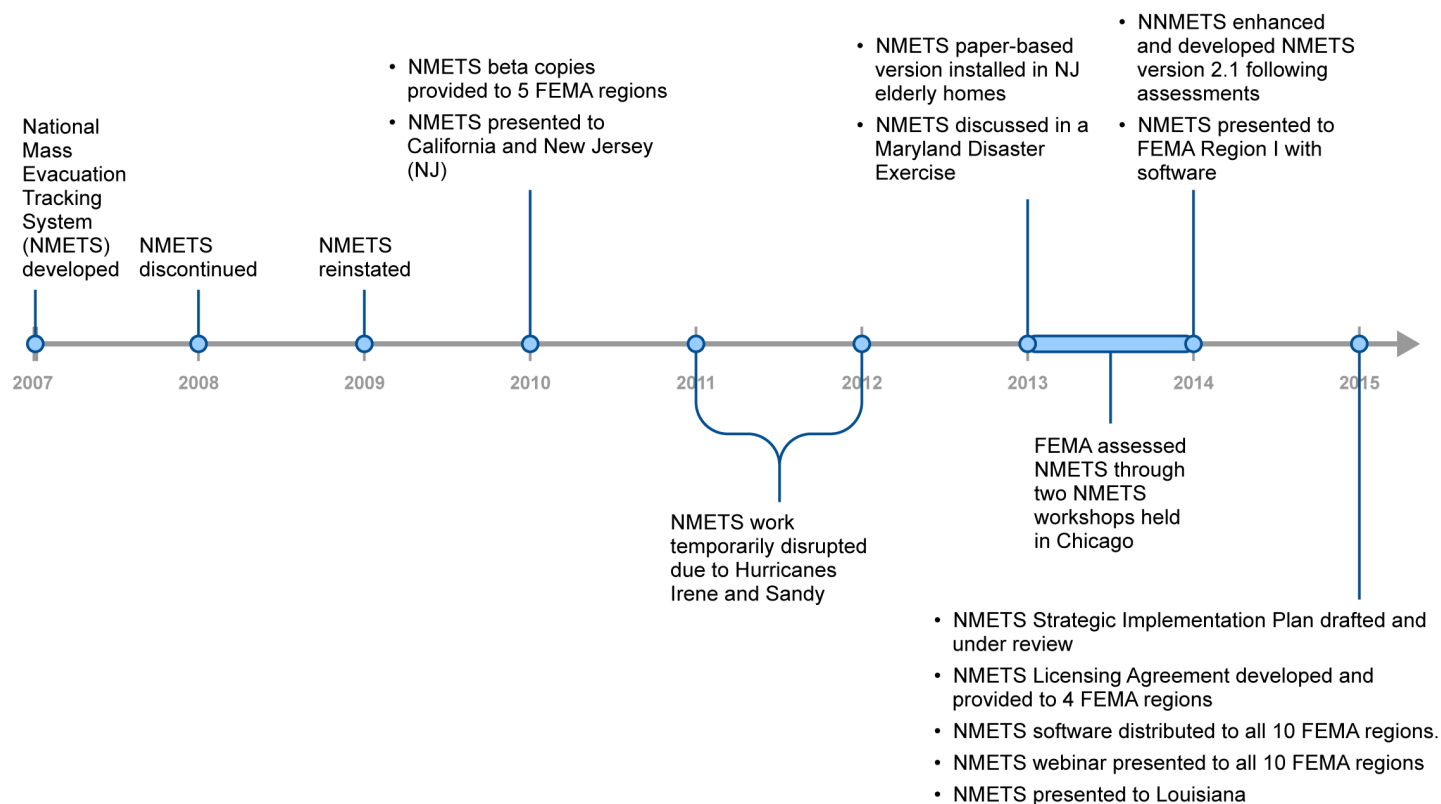 National
Mass
Evacuation
Tracking
System
(NMETS)
developed
NMETS
discontinued
NMETS
reinstated
• NMETS beta copies
provided to 5 FEMA regions
• NMETS presented to
California and New Jersey
(NJ)
• NMETS paper-based
version installed in NJ
elderly homes
• NMETS discussed in a
Maryland Disaster
Exercise
• NNMETS enhanced
and developed NMETS
version 2.1 following
assessments
• NMETS presented to
FEMA Region I with
software
2007 2008 2009 2010 2011 2012 2013 2014 2015
NMETS work
temporarily disrupted
due to Hurricanes
Irene and Sandy
FEMA assessed
NMETS through
two NMETS
workshops held
in Chicago
• NMETS Strategic Implementation Plan drafted and
under review
• NMETS Licensing Agreement developed and
provided to 4 FEMA regions
• NMETS software distributed to all 10 FEMA regions.
• NMETS webinar presented to all 10 FEMA regions
• NMETS presented to Louisiana